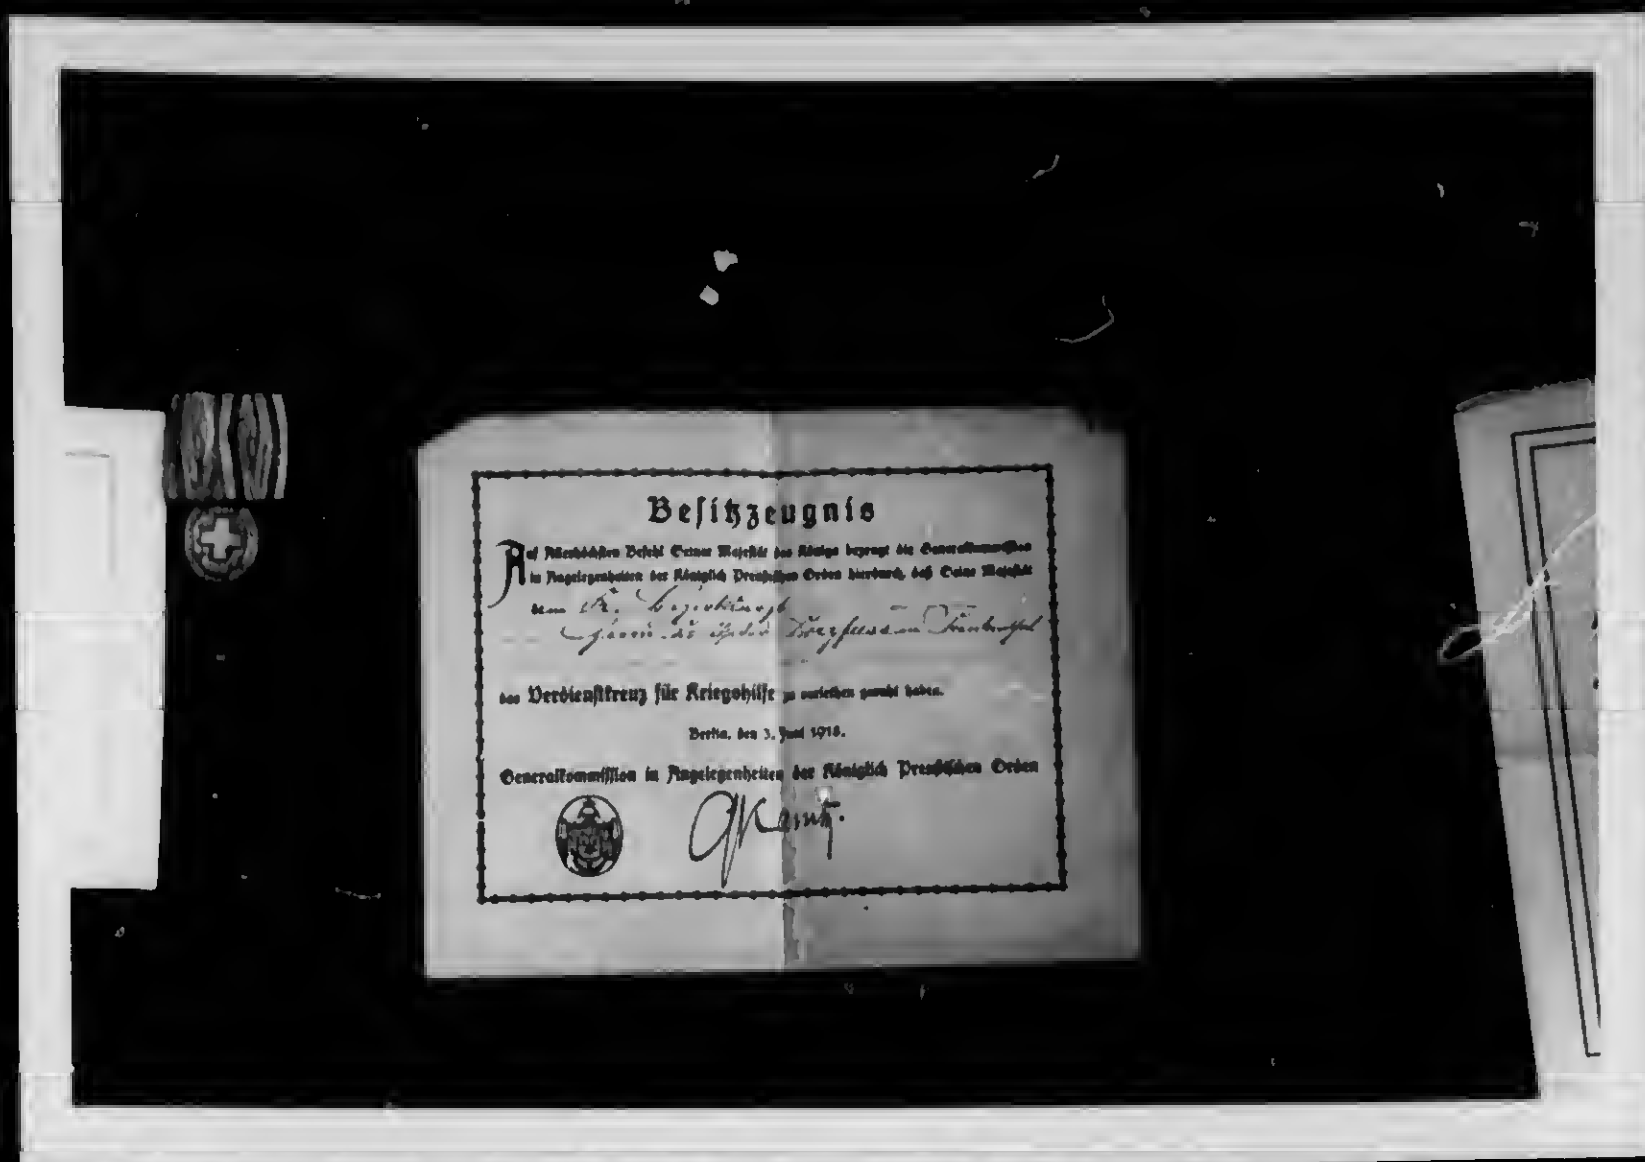 Besitzzeugnis
Auf Allerhöchsten Befehl Seiner Majestät des Königs bezeugt die Generalkommission
in Angelegenheiten der Königlich Preußischen Orden hierdurch, daß Seine Majestät
dem
Herrn
das Verdienstkreuz für Kriegshilfe zu verleihen geruht haben.
Berlin, den 3. Juni 1918.
Generalkommission in Angelegenheiten der Königlich Preußischen Orden